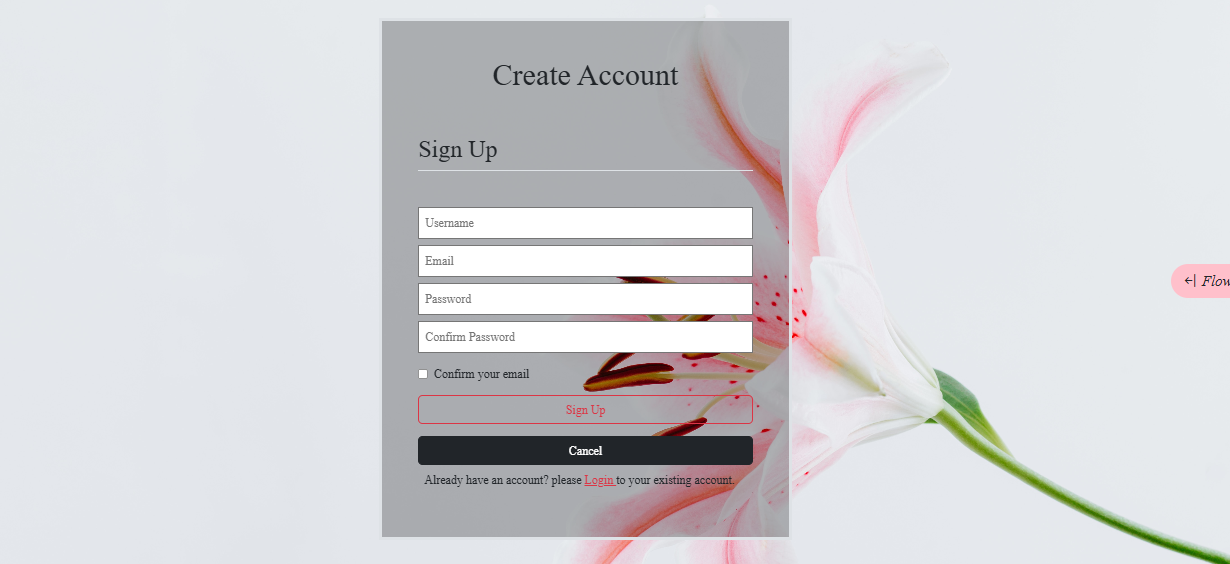 Create Account
Sign Up
Username
Email
Password
Confirm Password
Confirm your email
Sign Up
Cancel
Already have an account? please Login to your existing account.
←| Flow